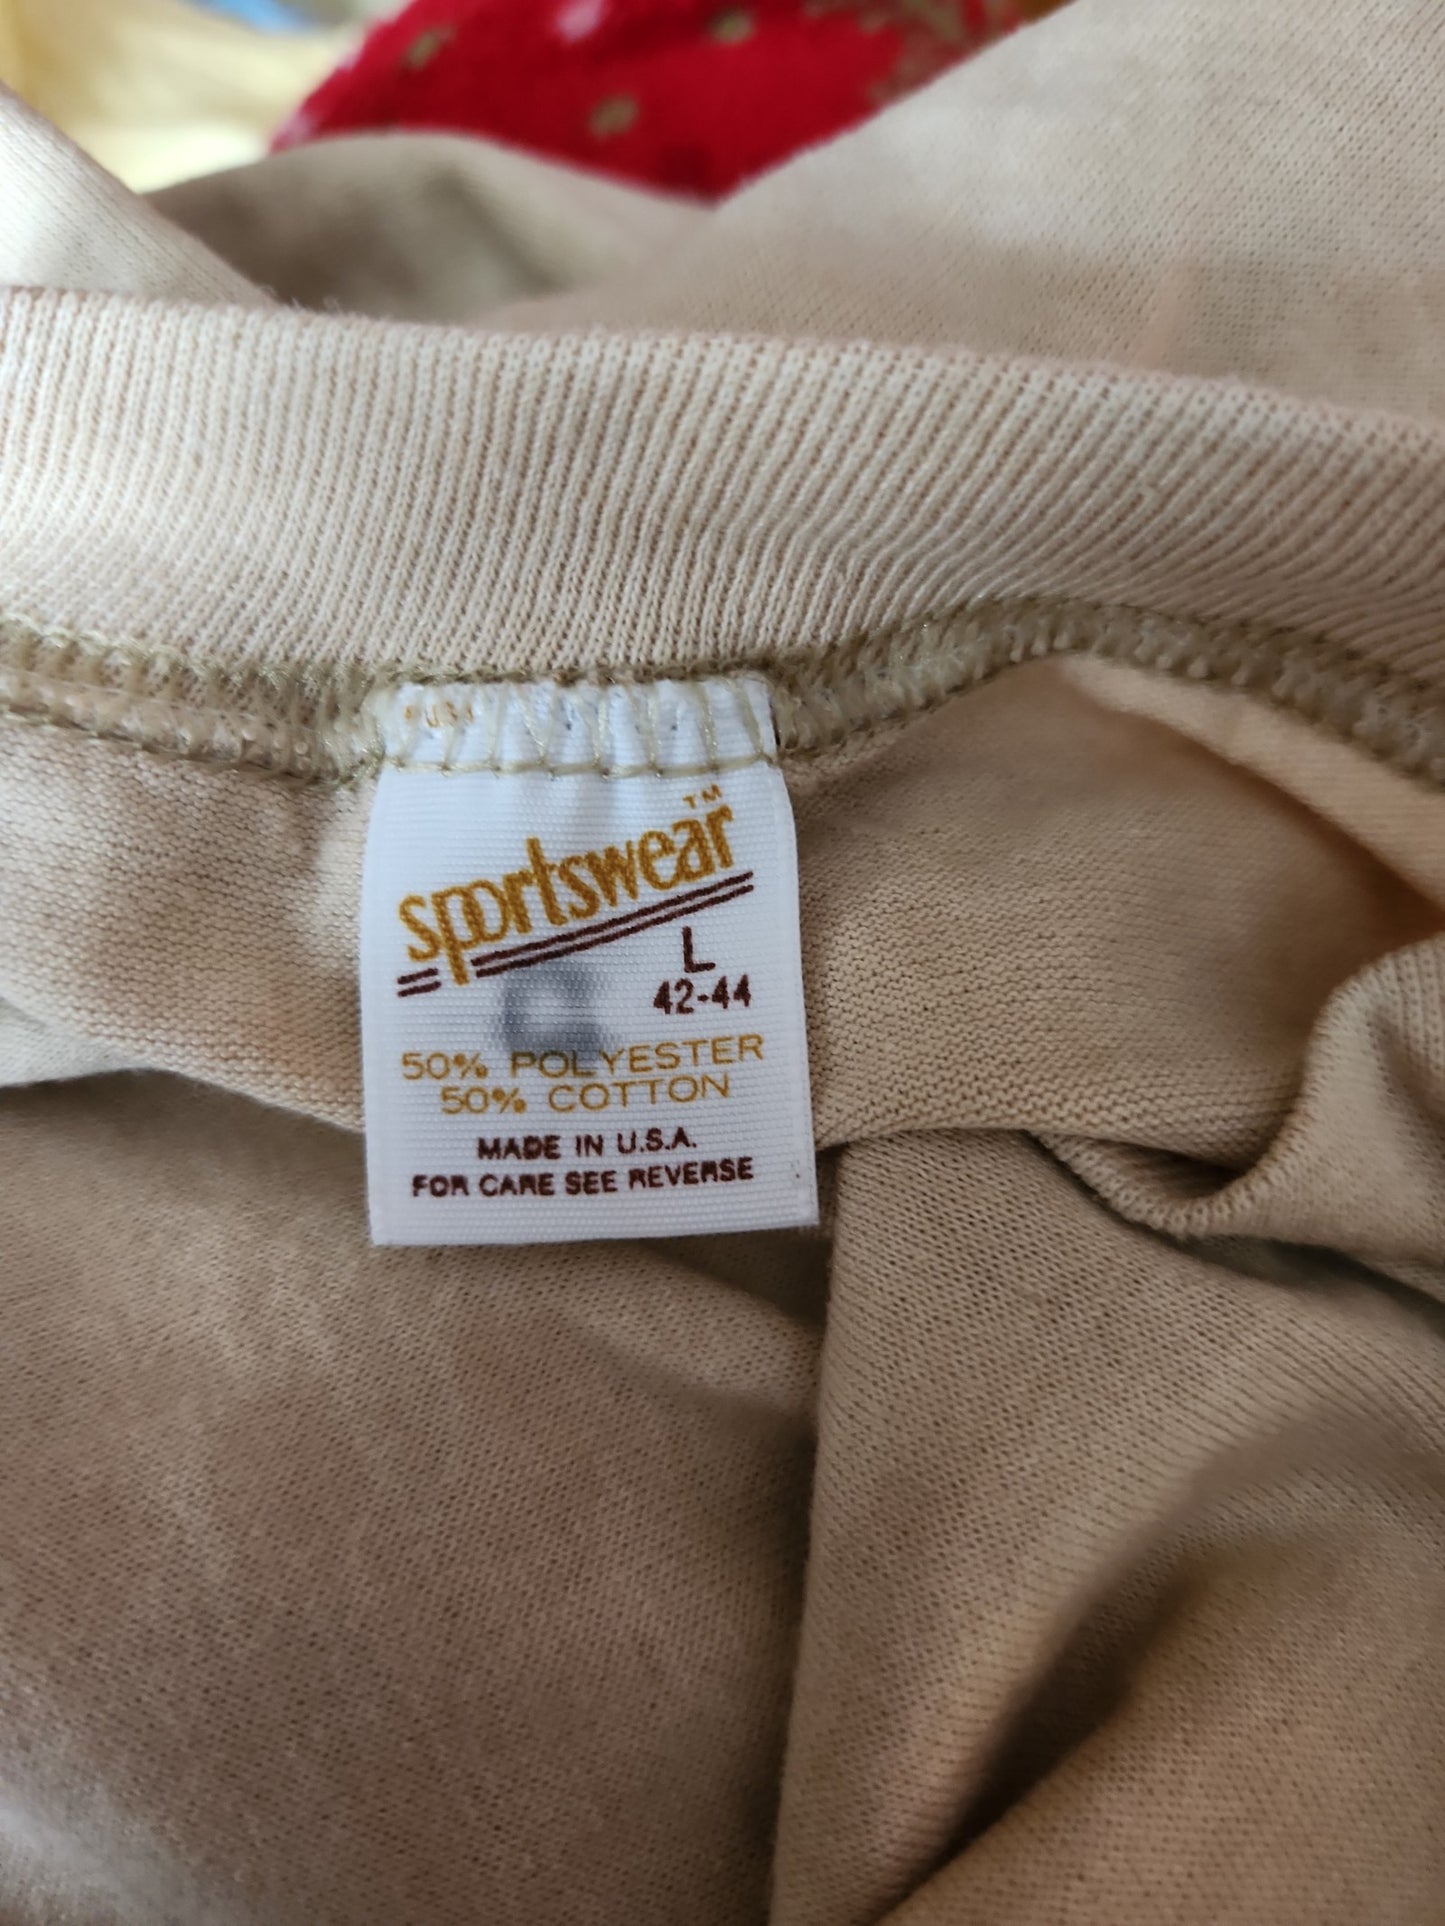 sportswear™
L
42-44
50% POLYESTER
50% COTTON
MADE IN U.S.A.
FOR CARE SEE REVERSE